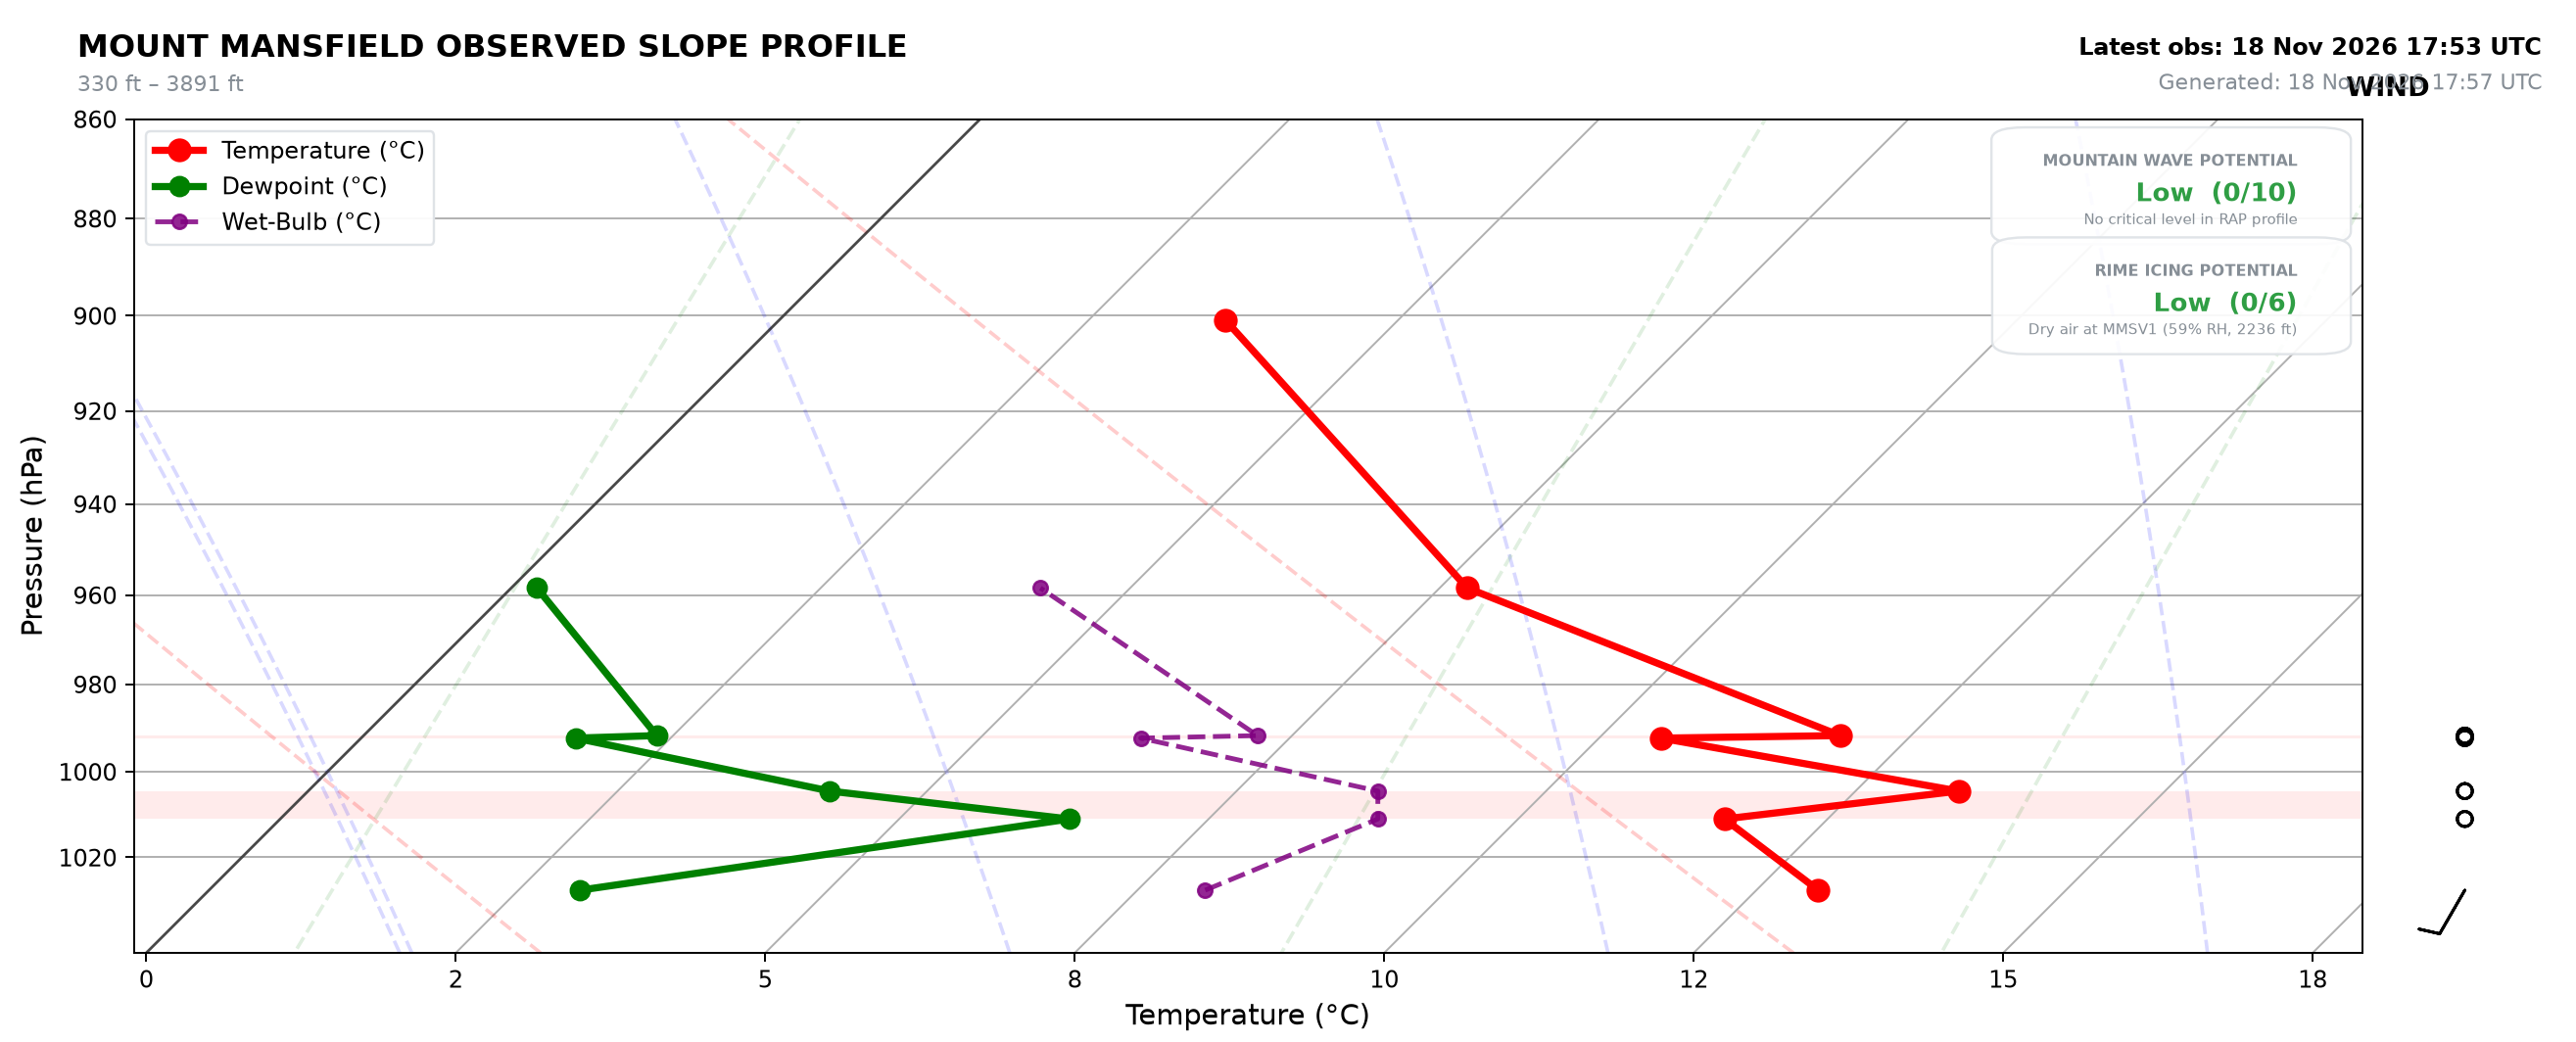 MOUNT MANSFIELD OBSERVED SLOPE PROFILE
330 ft – 3891 ft
Latest obs: 18 Nov 2026 17:53 UTC
Generated: 18 Nov 2026 17:57 UTC
WIND
Temperature (°C)
Dewpoint (°C)
Wet-Bulb (°C)
MOUNTAIN WAVE POTENTIAL
Low (0/10)
No critical level in RAP profile
RIME ICING POTENTIAL
Low (0/6)
Dry air at MMSV1 (59% RH, 2236 ft)
Pressure (hPa)
860
880
900
920
940
960
980
1000
1020
0 2 5 8 10 12 15 18
Temperature (°C)